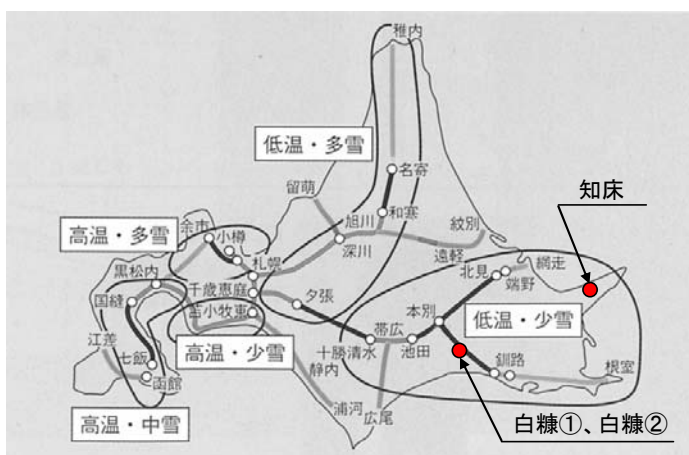 稚内
低温・多雪
名寄
留萌
旭川
和寒
紋別
深川
遠軽
知床
高温・多雪
余市
小樽
札幌
黒松内
千歳恵庭
夕張
北見
網走
端野
国縫
苫小牧東
本別
低温・少雪
江差
高温・少雪
十勝清水
帯広
池田
七飯
静内
釧路
根室
函館
浦河
広尾
高温・中雪
白糠①、白糠②